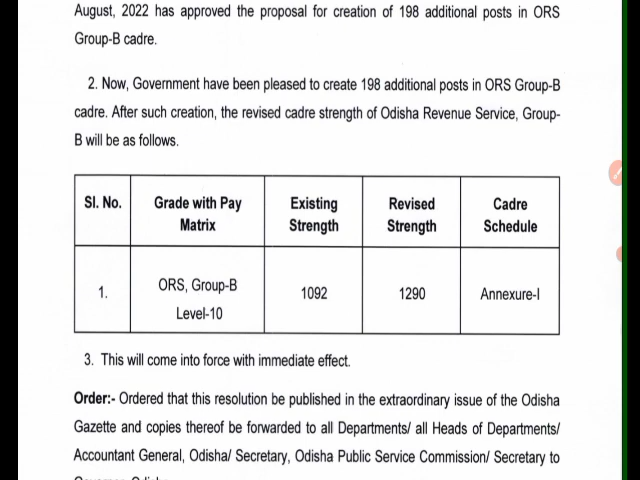 August, 2022 has approved the proposal for creation of 198 additional posts in ORS
Group-B cadre.
2. Now, Government have been pleased to create 198 additional posts in ORS Group-B
cadre. After such creation, the revised cadre strength of Odisha Revenue Service, Group-
B will be as follows.
Sl. No. Grade with Pay Matrix Existing Strength Revised Strength Cadre Schedule
1. ORS, Group-B Level-10 1092 1290 Annexure-I
3. This will come into force with immediate effect.
Order:- Ordered that this resolution be published in the extraordinary issue of the Odisha
Gazette and copies thereof be forwarded to all Departments/ all Heads of Departments/
Accountant General, Odisha/ Secretary, Odisha Public Service Commission/ Secretary to